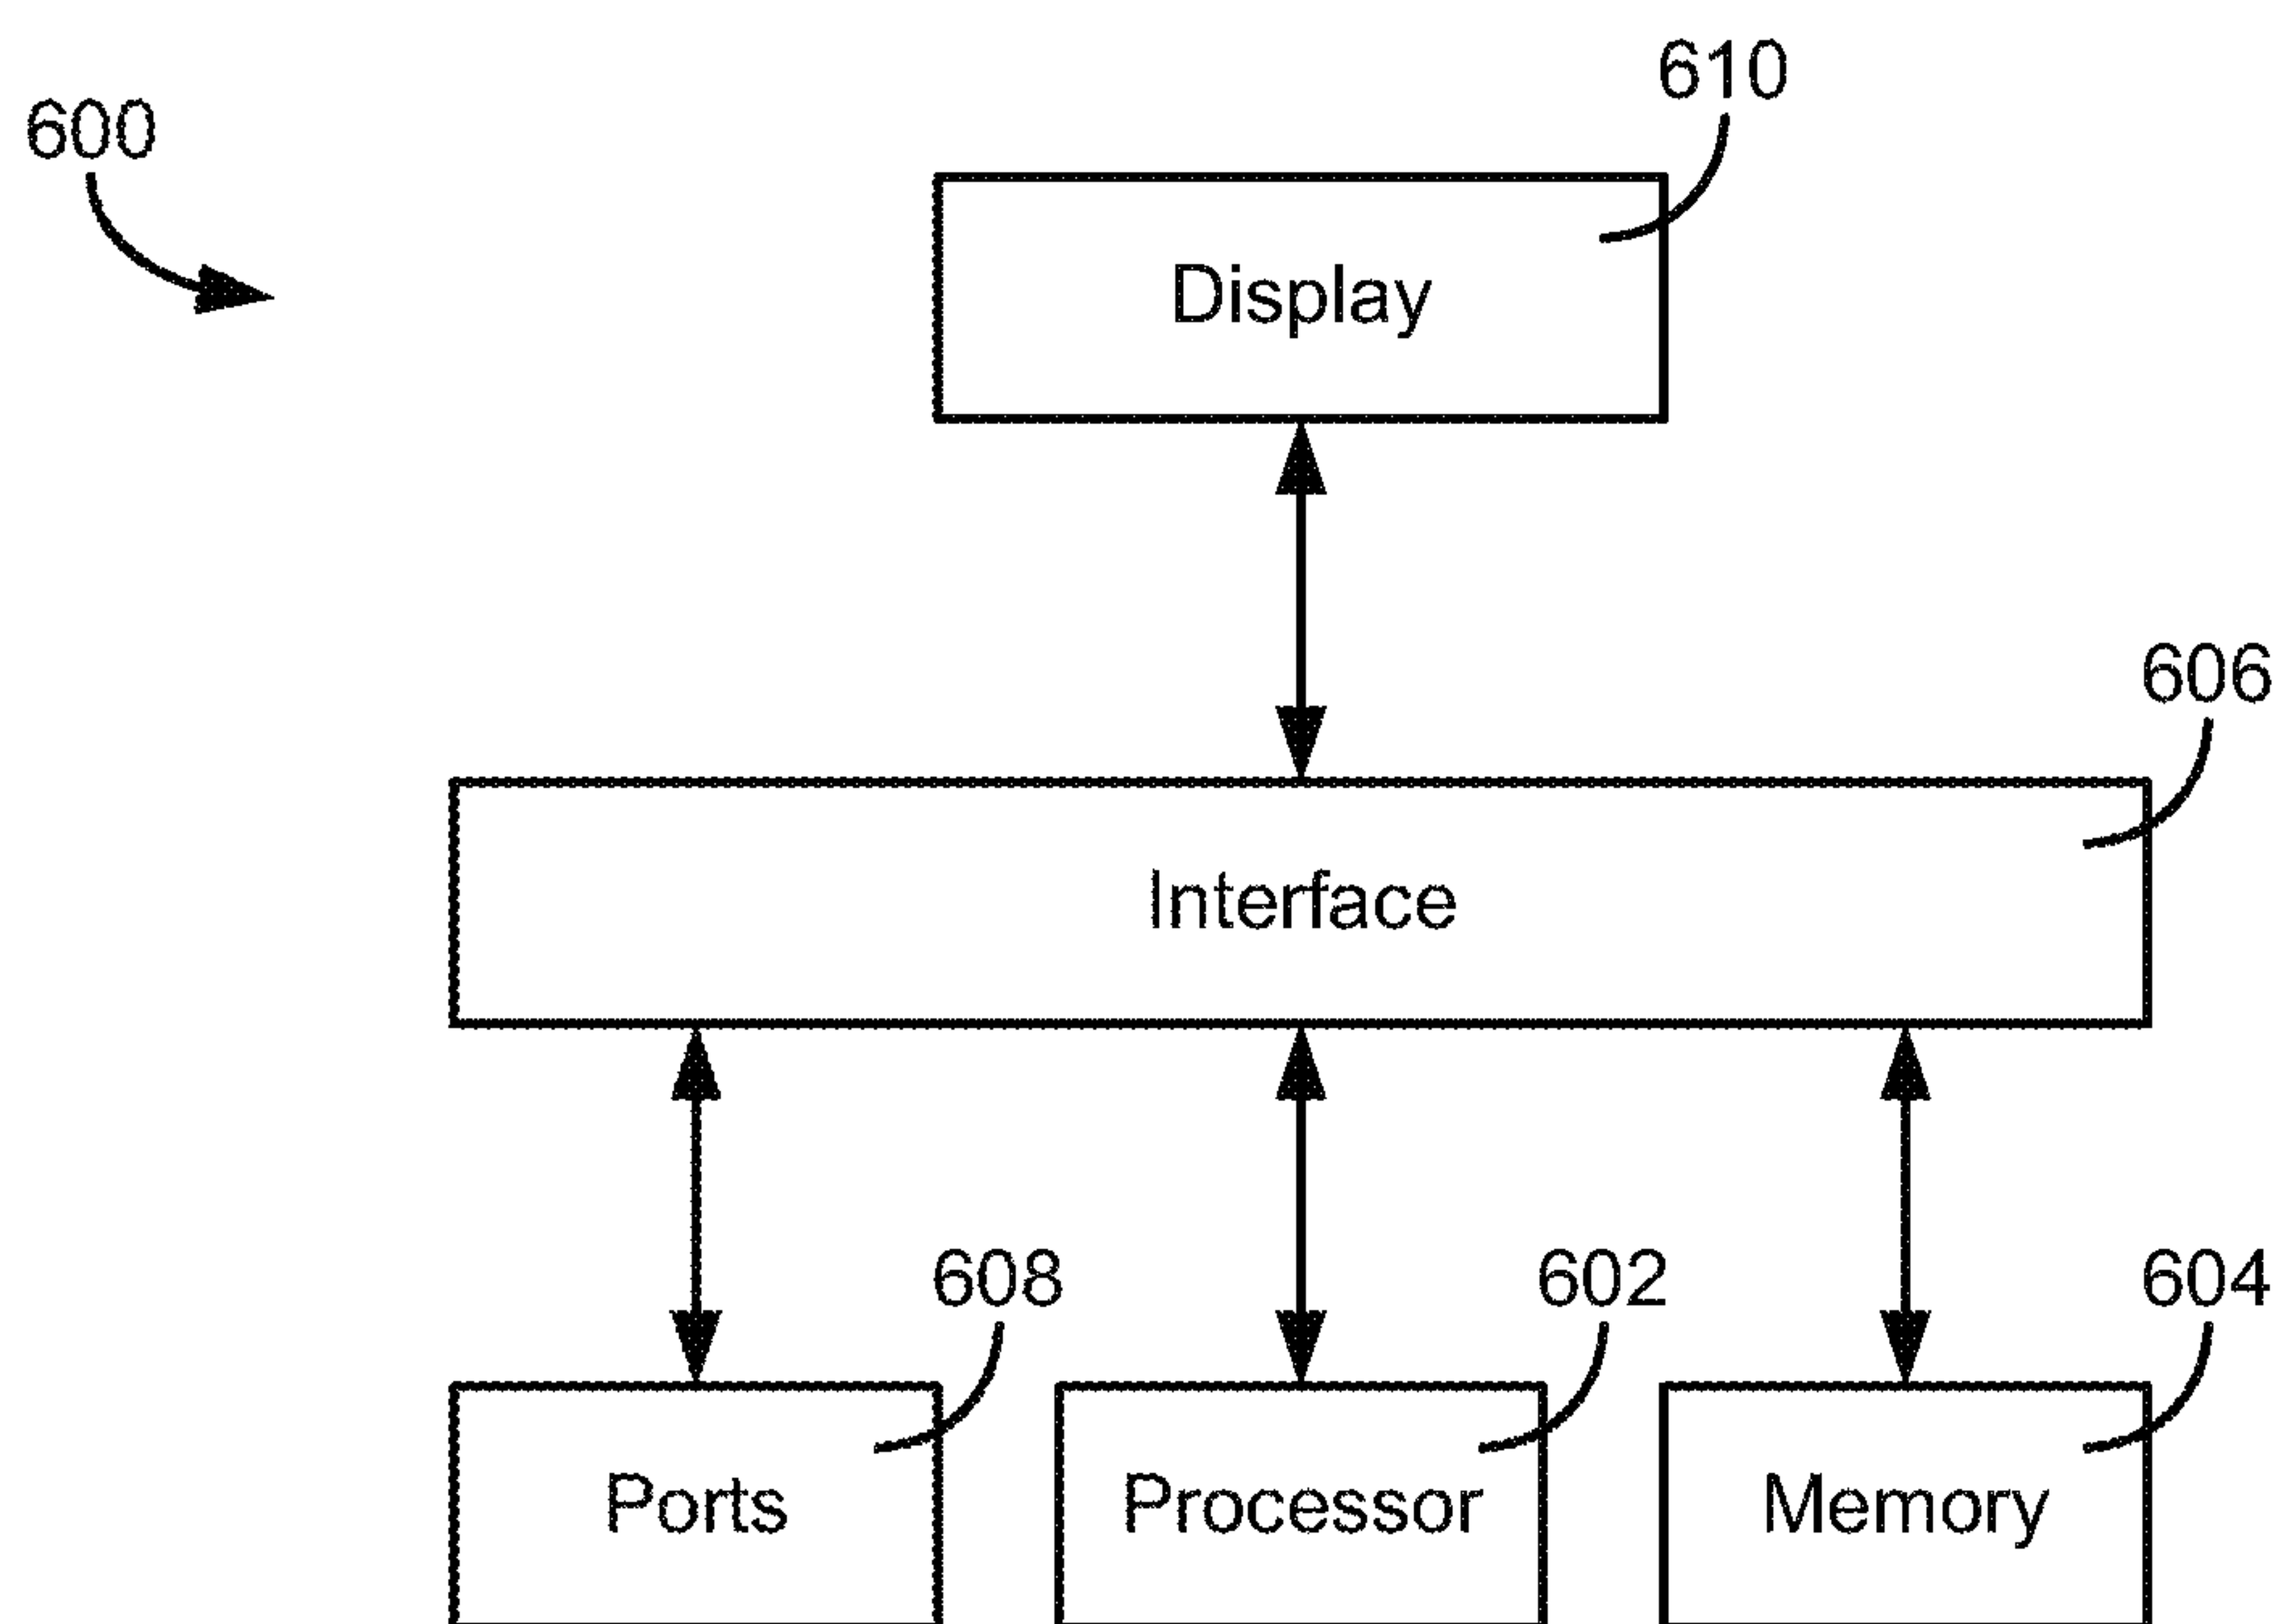 610
600
Display
606
Interface
608
602
604
Ports
Processor
Memory